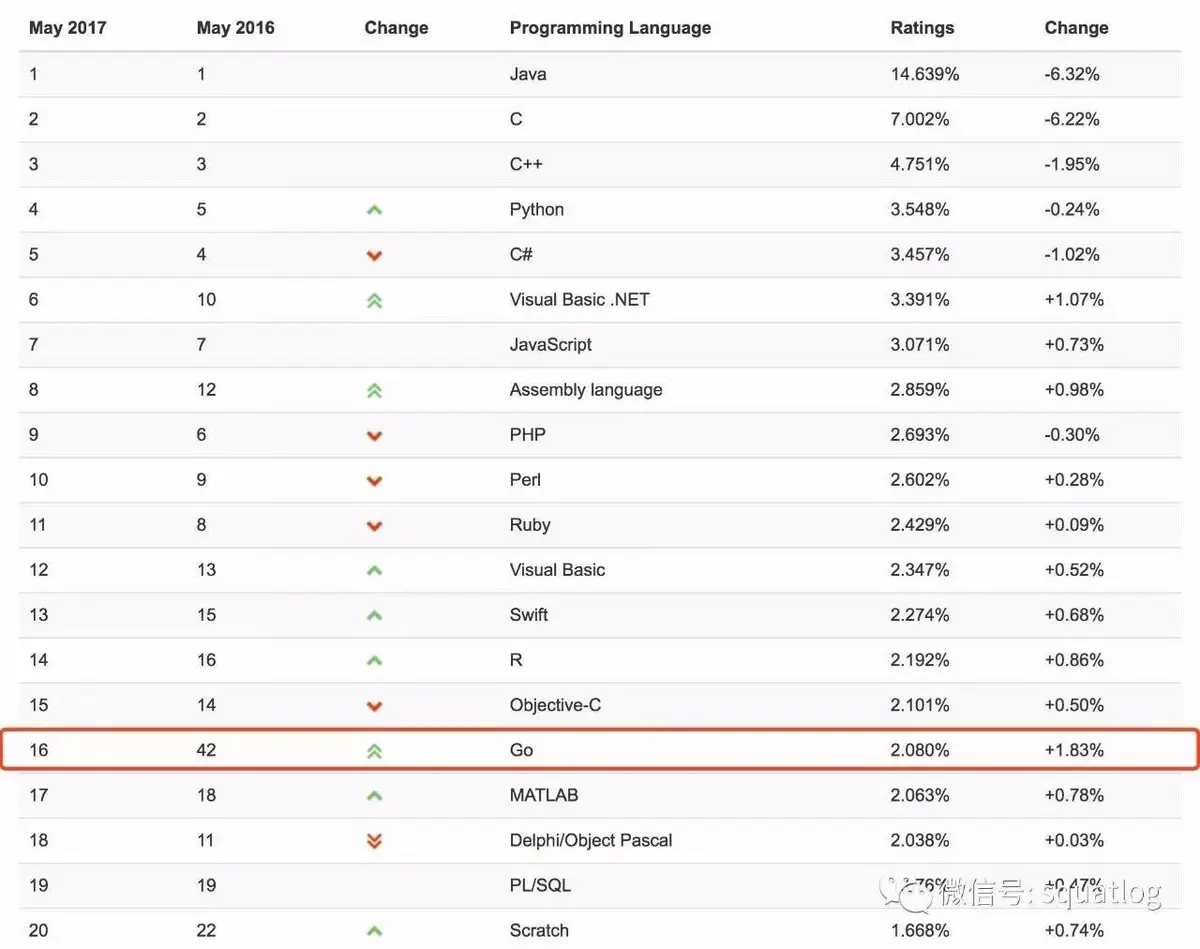 May 2017 May 2016 Change Programming Language Ratings Change
1 1 Java 14.639% -6.32%
2 2 C 7.002% -6.22%
3 3 C++ 4.751% -1.95%
4 5 Python 3.548% -0.24%
5 4 C# 3.457% -1.02%
6 10 Visual Basic .NET 3.391% +1.07%
7 7 JavaScript 3.071% +0.73%
8 12 Assembly language 2.859% +0.98%
9 6 PHP 2.693% -0.30%
10 9 Perl 2.602% +0.28%
11 8 Ruby 2.429% +0.09%
12 13 Visual Basic 2.347% +0.52%
13 15 Swift 2.274% +0.68%
14 16 R 2.192% +0.86%
15 14 Objective-C 2.101% +0.50%
16 42 Go 2.080% +1.83%
17 18 MATLAB 2.063% +0.78%
18 11 Delphi/Object Pascal 2.038% +0.03%
19 19 PL/SQL +0.47%
微信号: squatlog
20 22 Scratch 1.668% +0.74%